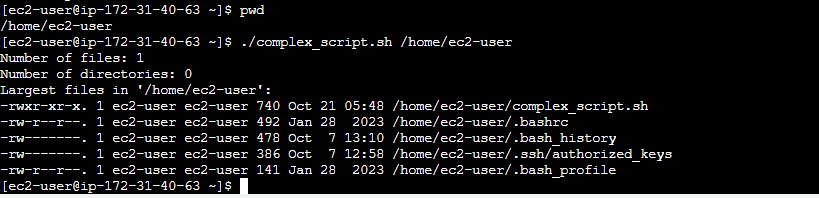 [ec2-user@ip-172-31-40-63 ~]$ pwd
/home/ec2-user
[ec2-user@ip-172-31-40-63 ~]$ ./complex_script.sh /home/ec2-user
Number of files: 1
Number of directories: 0
Largest files in '/home/ec2-user':
-rwxr-xr-x. 1 ec2-user ec2-user 740 Oct 21 05:48 /home/ec2-user/complex_script.sh
-rw-r--r--. 1 ec2-user ec2-user 492 Jan 28  2023 /home/ec2-user/.bashrc
-rw-------. 1 ec2-user ec2-user 478 Oct  7 13:10 /home/ec2-user/.bash_history
-rw-------. 1 ec2-user ec2-user 386 Oct  7 12:58 /home/ec2-user/.ssh/authorized_keys
-rw-r--r--. 1 ec2-user ec2-user 141 Jan 28  2023 /home/ec2-user/.bash_profile
[ec2-user@ip-172-31-40-63 ~]$